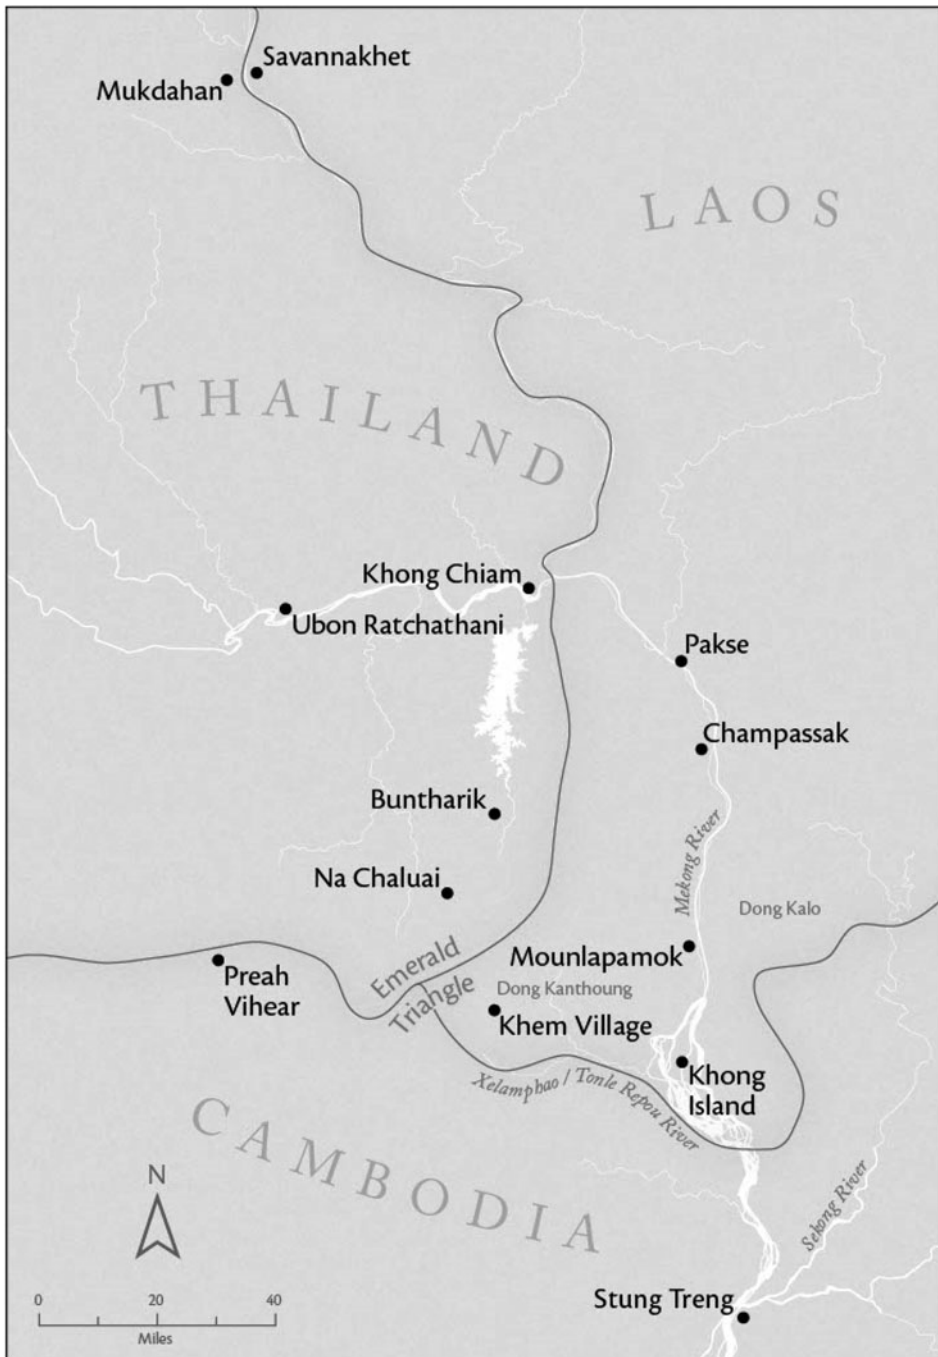 Savannakhet
Mukdahan
LAOS
THAILAND
Khong Chiam
Ubon Ratchathani
Pakse
Champassak
Buntharik
Mekong River
Na Chaluai
Dong Kalo
Emerald
Triangle
Mounlapamok
Preah
Vihear
Dong Kanthoung
Khem Village
Khong
Island
Xelamphao / Tonle Repou River
CAMBODIA
N
Sekong River
Stung Treng
0 20 40
Miles